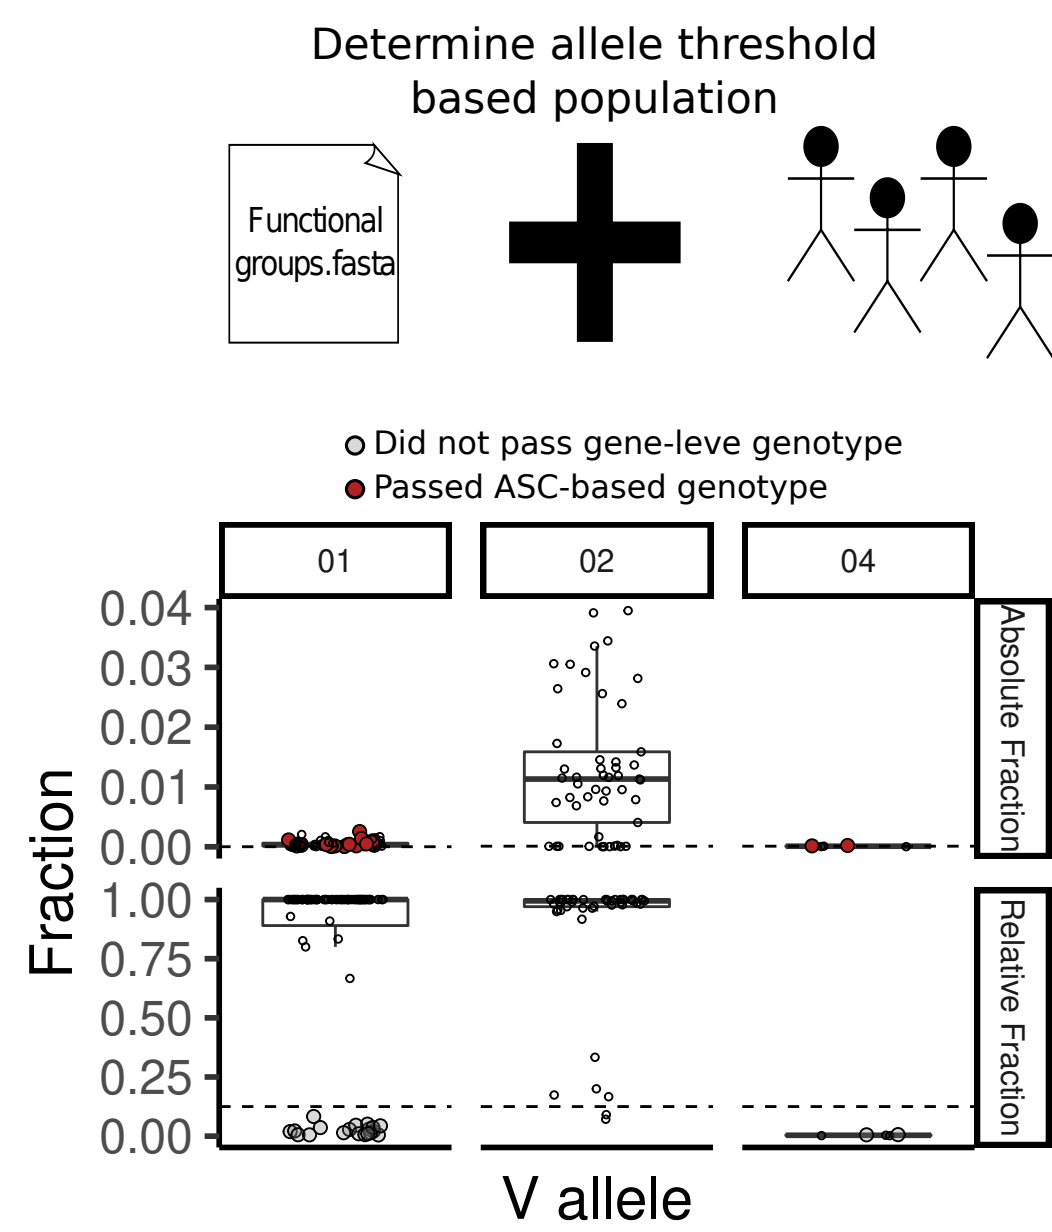 Determine allele threshold
based population
Functional
groups.fasta
Did not pass gene-leve genotype
Passed ASC-based genotype
01
02
04
0.04
0.03
0.02
0.01
0.00
Absolute Fraction
Fraction
1.00
0.75
0.50
0.25
0.00
Relative Fraction
V allele